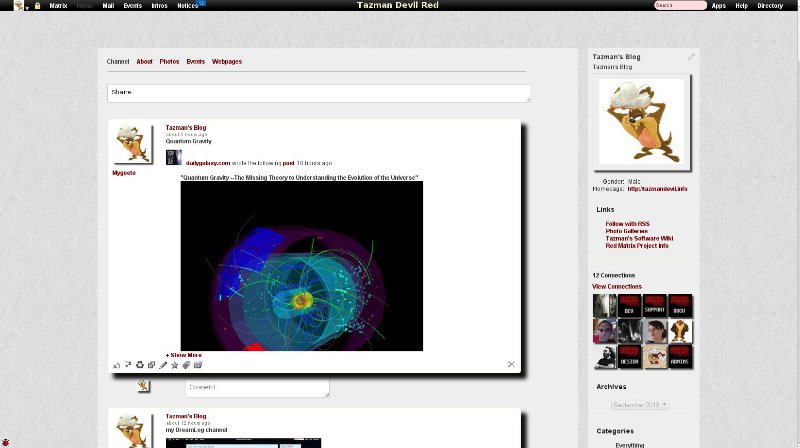 Matrix Home Mail Events Intros Notices 12
Tazman Devil Red
Search
Apps Help Directory
Channel About Photos Events Webpages
Share
Tazman's Blog
about 3 hours ago
Quantum Gravity
dailygalaxy.com wrote the following post 10 hours ago
Mygeeto
"Quantum Gravity --The Missing Theory to Understanding the Evolution of the Universe"
+ Show More
Comment
Tazman's Blog
about 12 hours ago
my DreamLog channel
Tazman's Blog
Tazman's Blog
Gender: Male
Homepage: http://tazmandevil.info
Links
Follow with RSS
Photo Galleries
Tazman's Software Wiki
Red Matrix Project Info
12 Connections
View Connections
DEV
SUPPORT
DOCU
DESIGN
ADMINS
Archives
September 2013
Categories
Everything